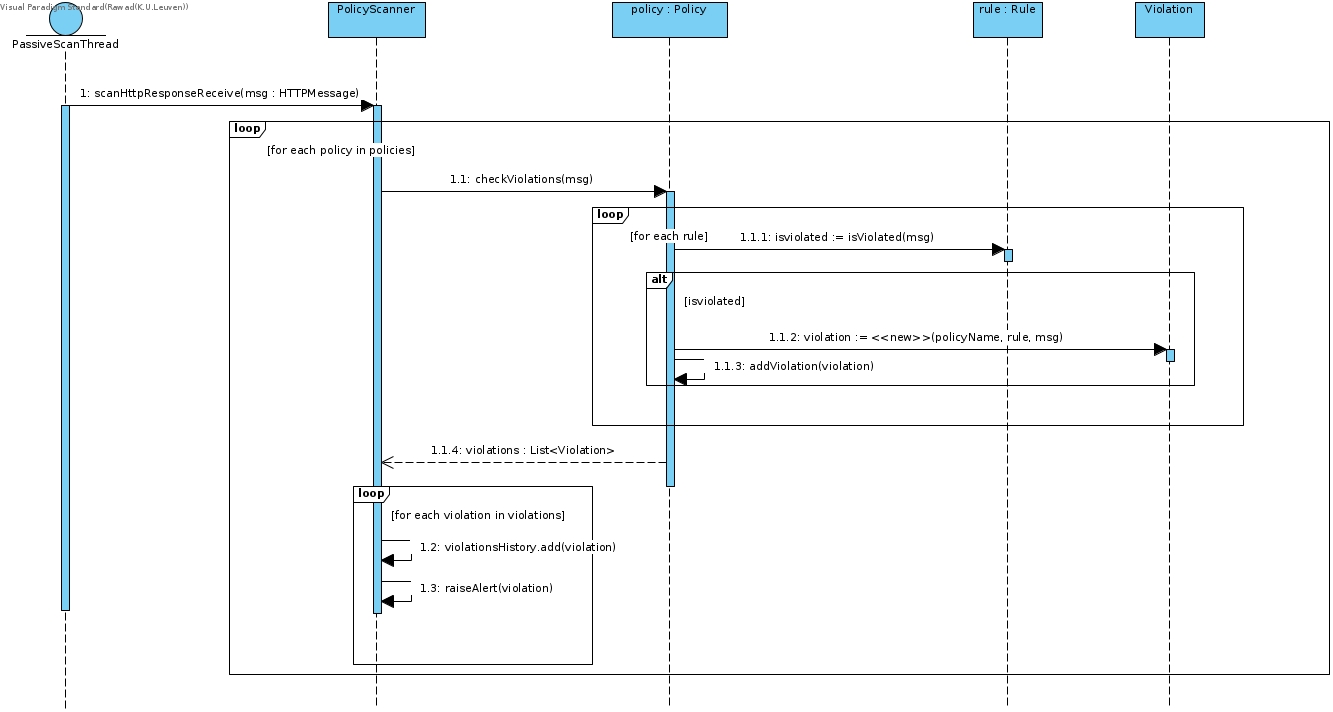 Visual Paradigm Standard(Rawad(K.U.Leuven))
PolicyScanner
policy : Policy
rule : Rule
Violation
PassiveScanThread
1: scanHttpResponseReceive(msg : HTTPMessage)
loop
[for each policy in policies]
1.1: checkViolations(msg)
loop
[for each rule]
1.1.1: isviolated := isViolated(msg)
alt
[isviolated]
1.1.2: violation := <<new>>(policyName, rule, msg)
1.1.3: addViolation(violation)
1.1.4: violations : List<Violation>
loop
[for each violation in violations]
1.2: violationsHistory.add(violation)
1.3: raiseAlert(violation)